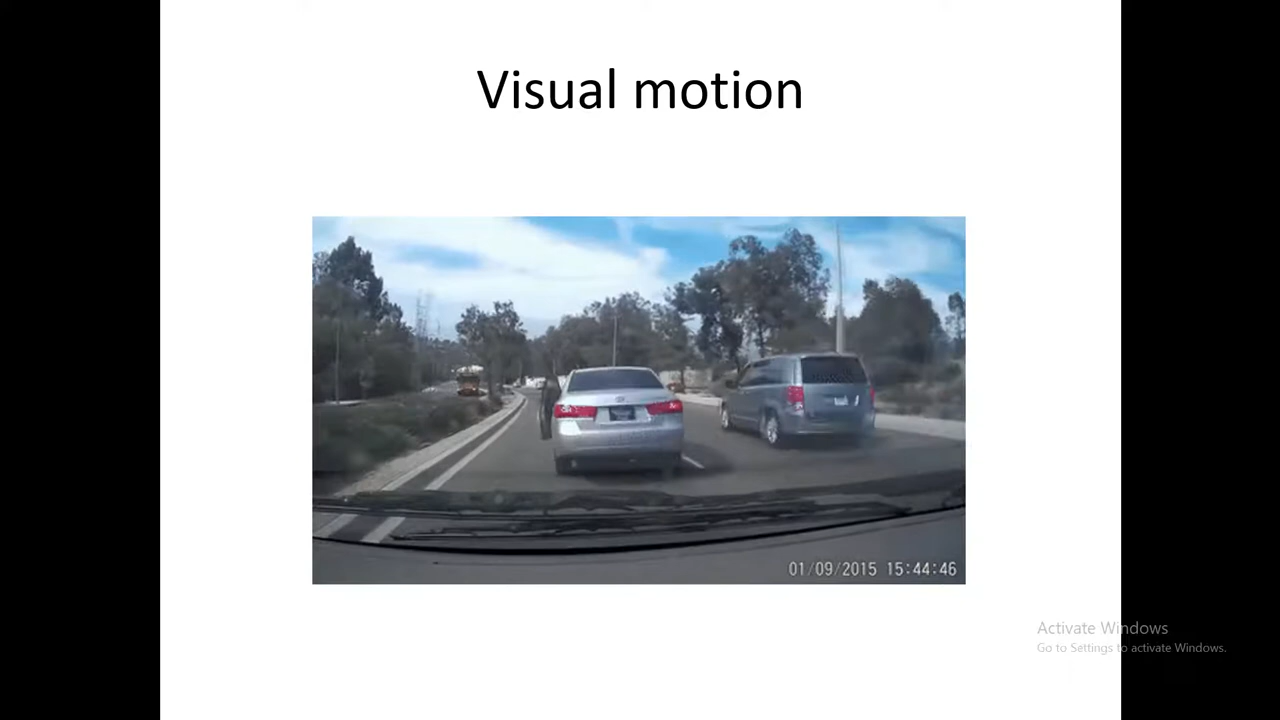 Visual motion
01/09/2015 15:44:46
Activate Windows
Go to Settings to activate Windows.